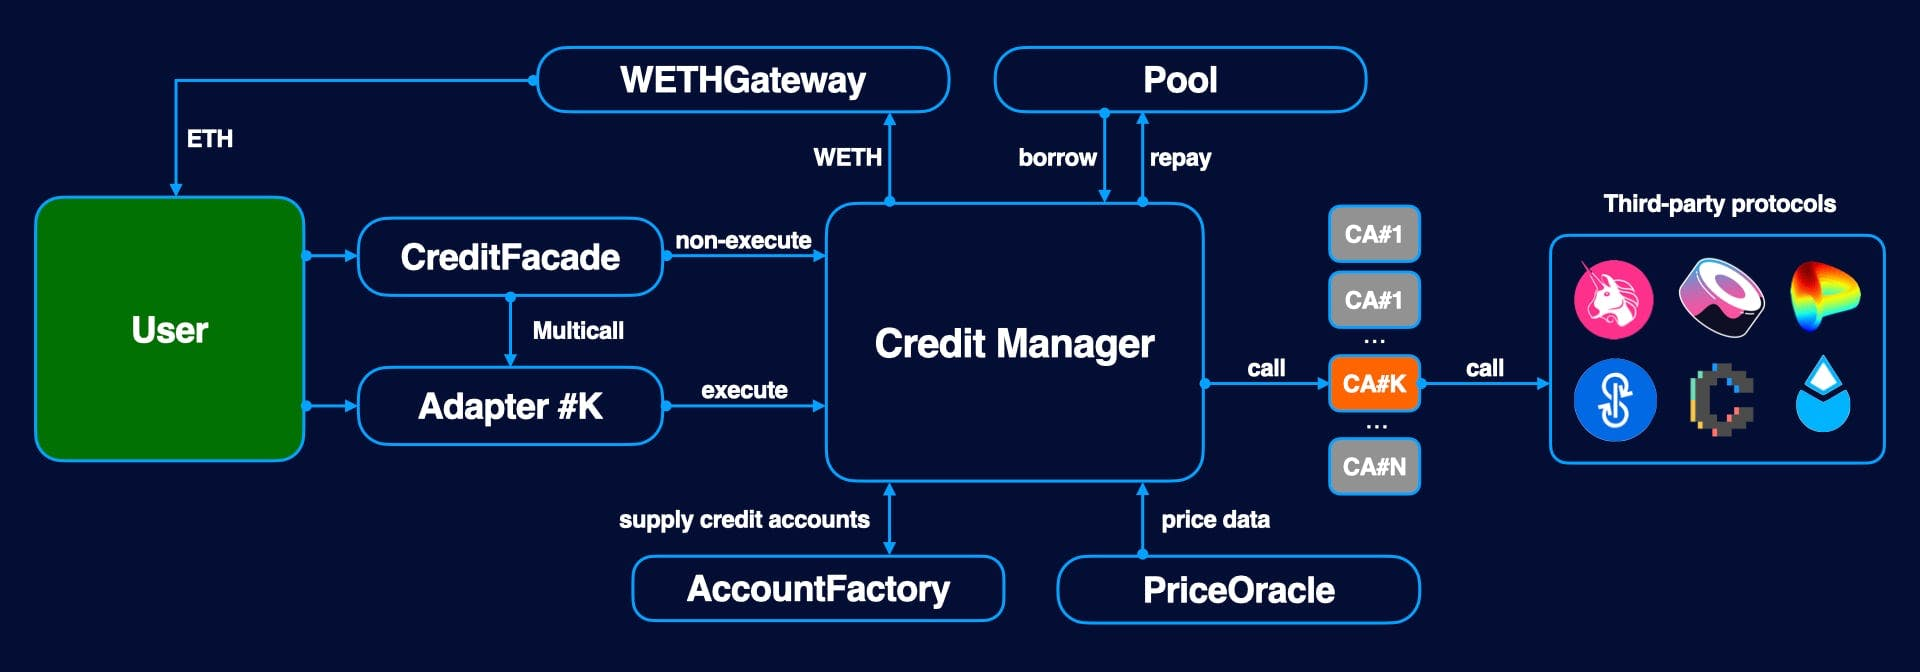 WETHGateway
Pool
ETH
WETH
borrow
repay
Third-party protocols
User
CreditFacade
non-execute
Multicall
Adapter #K
execute
Credit Manager
call
CA#1
CA#1
...
CA#K
...
CA#N
call
supply credit accounts
price data
AccountFactory
PriceOracle